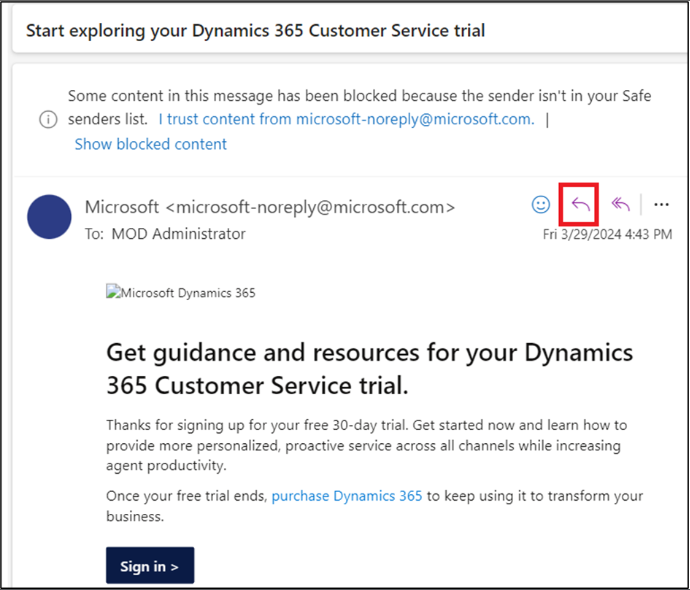 Start exploring your Dynamics 365 Customer Service trial
Some content in this message has been blocked because the sender isn't in your Safe
senders list. I trust content from microsoft-noreply@microsoft.com. |
Show blocked content
Microsoft <microsoft-noreply@microsoft.com>
To: MOD Administrator
Fri 3/29/2024 4:43 PM
Microsoft Dynamics 365
Get guidance and resources for your Dynamics
365 Customer Service trial.
Thanks for signing up for your free 30-day trial. Get started now and learn how to
provide more personalized, proactive service across all channels while increasing
agent productivity.
Once your free trial ends, purchase Dynamics 365 to keep using it to transform your
business.
Sign in >